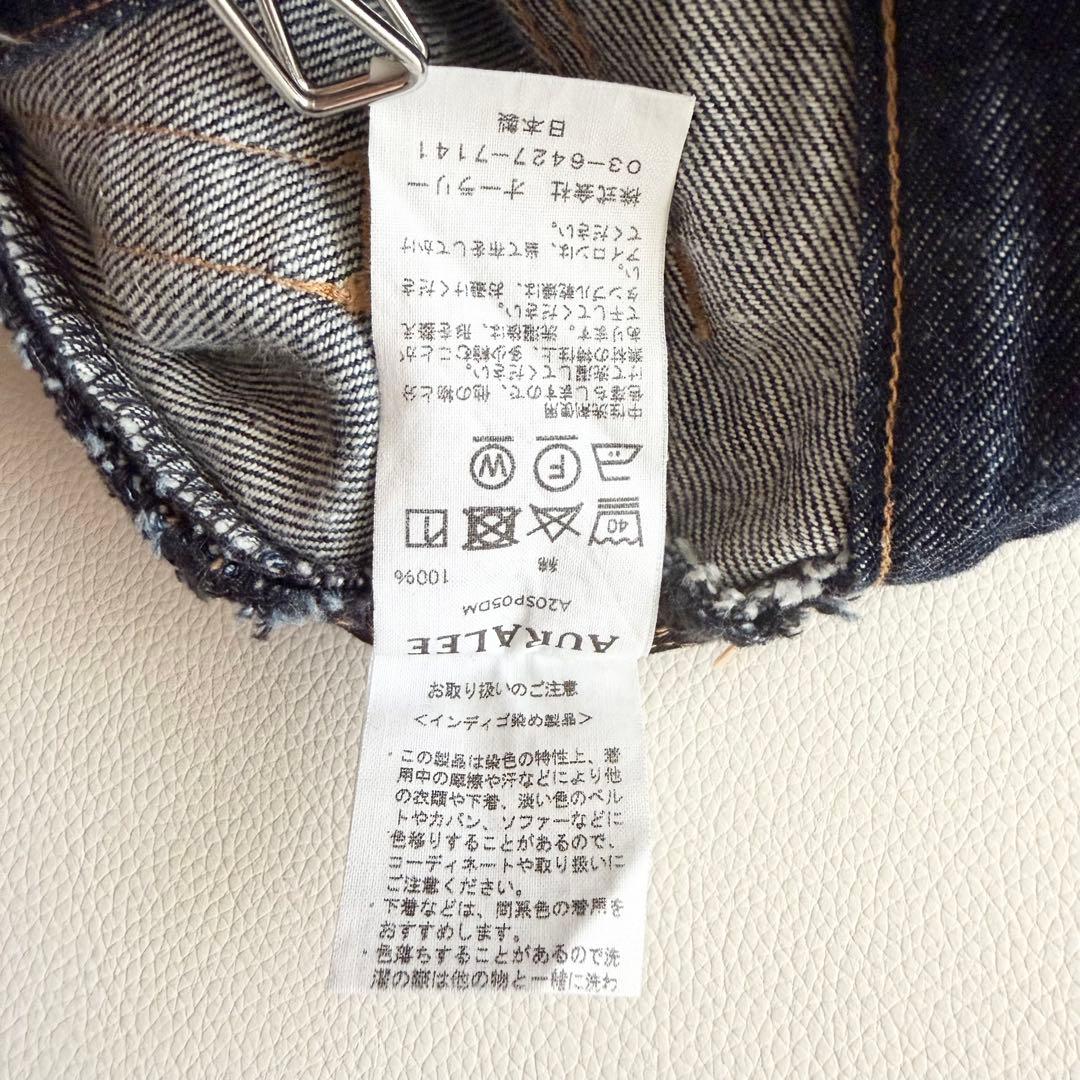 AURALEE
A20SP05DM
綿 100%
40
F
W
中性洗剤使用
色落ちしますので、他の物と分
けて洗濯してください。
素材の特性上、多少縮むことが
あります。洗濯後は、形を整え
て干してください。
タンブル乾燥は、お避けくださ
い。
アイロンは、当て布をしてかけ
てください。
株式会社 オーラリー
03-6427-7141
日本製
お取り扱いのご注意
<インディゴ染め製品>
・この製品は染色の特性上、着
用中の摩擦や汗などにより他
の衣類や下着、淡い色のベル
トやカバン、ソファーなどに
色移りすることがあるので、
コーディネートや取り扱いに
ご注意ください。
・下着などは、同系色の着用を
おすすめします。
・色落ちすることがあるので洗
濯の際は他の物と一緒に洗わ